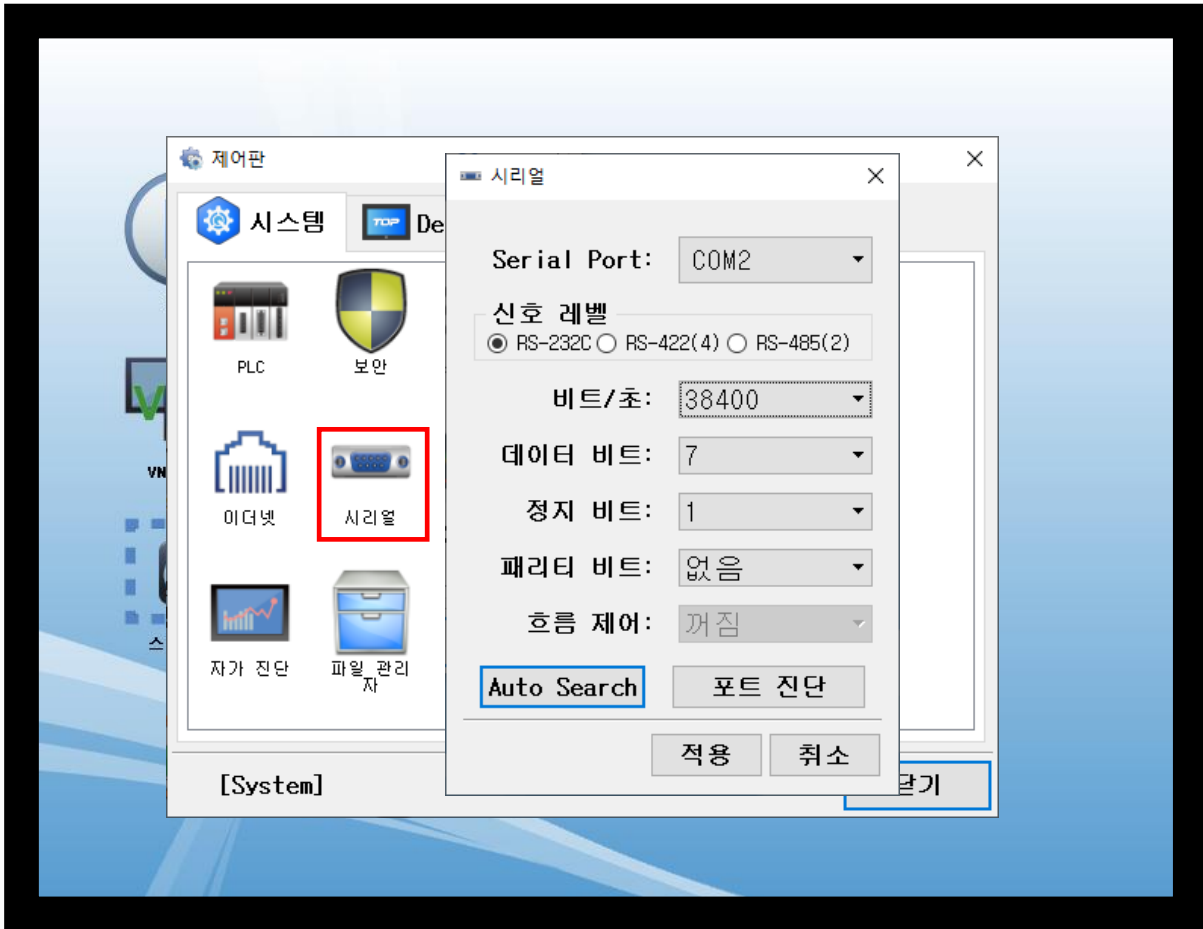 제어판
시리얼
시스템
TOP
De
Serial Port: COM2
신호 레벨
RS-232C RS-422(4) RS-485(2)
PLC
보안
비트/초: 38400
데이터 비트: 7
VN
이더넷
시리얼
정지 비트: 1
패리티 비트: 없음
흐름 제어: 꺼짐
스
자가 진단
파일 관리
자
Auto Search
포트 진단
적용
취소
[System]
닫기